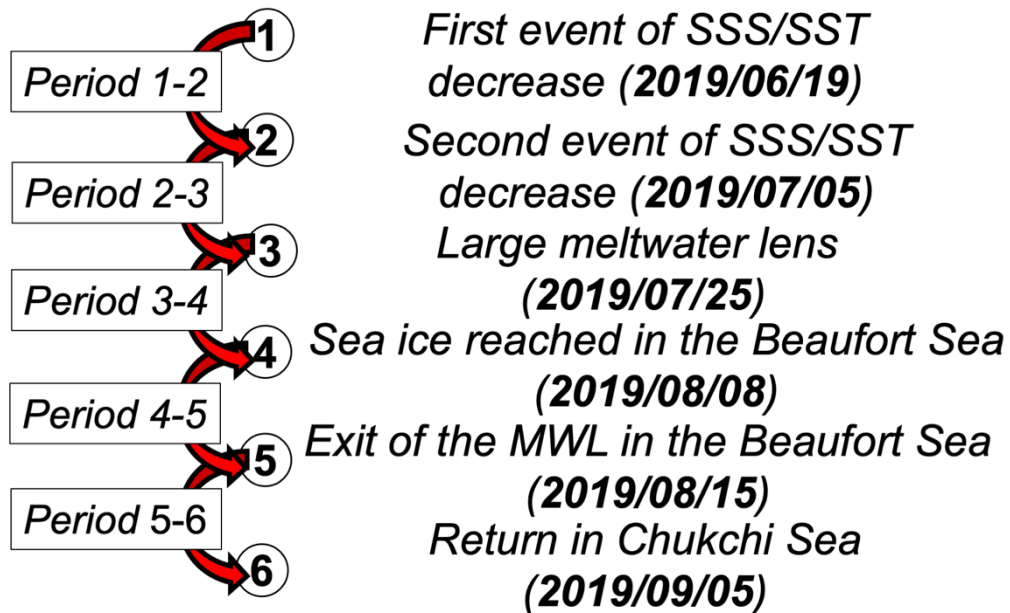 1
First event of SSS/SST
decrease (2019/06/19)
Period 1-2
2
Second event of SSS/SST
decrease (2019/07/05)
Period 2-3
3
Large meltwater lens
(2019/07/25)
Period 3-4
4
Sea ice reached in the Beaufort Sea
(2019/08/08)
Period 4-5
5
Exit of the MWL in the Beaufort Sea
(2019/08/15)
Period 5-6
6
Return in Chukchi Sea
(2019/09/05)